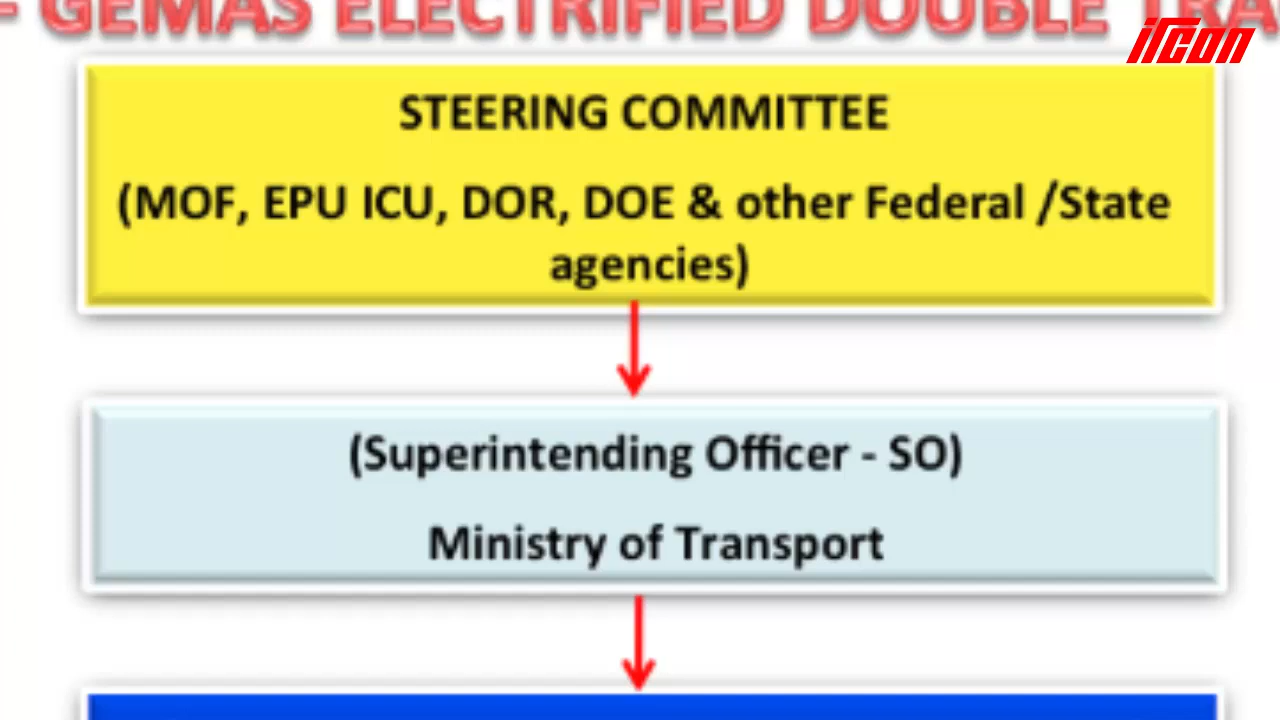 - GEMAS ELECTRIFIED DOUBLE TRA
ircon
STEERING COMMITTEE
(MOF, EPU ICU, DOR, DOE & other Federal /State
agencies)
(Superintending Officer - SO)
Ministry of Transport